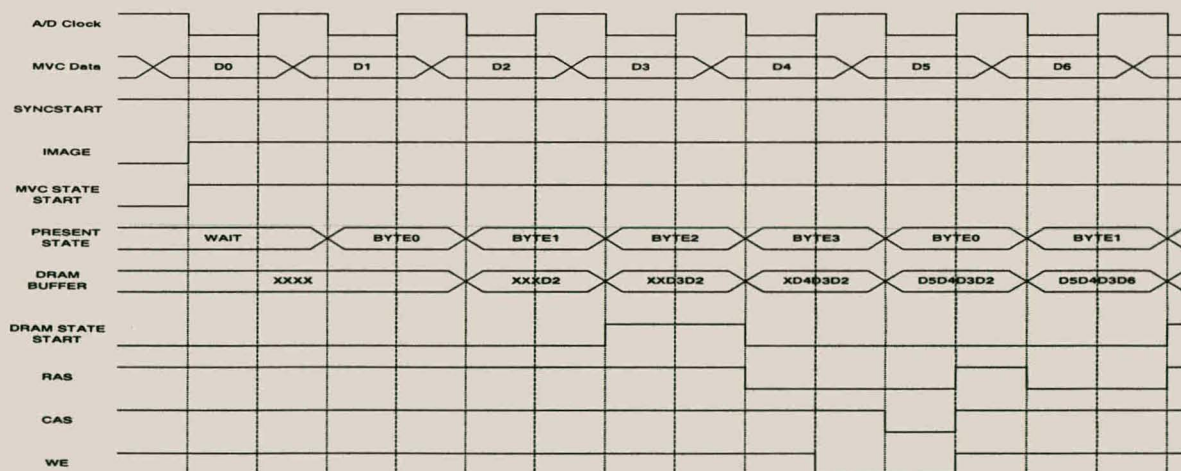 A/D Clock
MVC Data D0 D1 D2 D3 D4 D5 D6
SYNCSTART
IMAGE
MVC STATE
START
PRESENT
STATE
WAIT BYTE0 BYTE1 BYTE2 BYTE3 BYTE0 BYTE1
DRAM
BUFFER
XXXX XXXD2 XXD3D2 XD4D3D2 D5D4D3D2 D5D4D3D6
DRAM STATE
START
RAS
CAS
WE